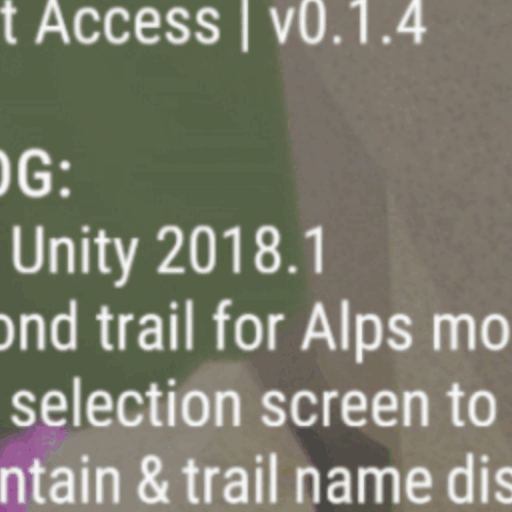 t Access | v0.1.4
OG:
Unity 2018.1
ond trail for Alps mo
selection screen to
ntain & trail name dis